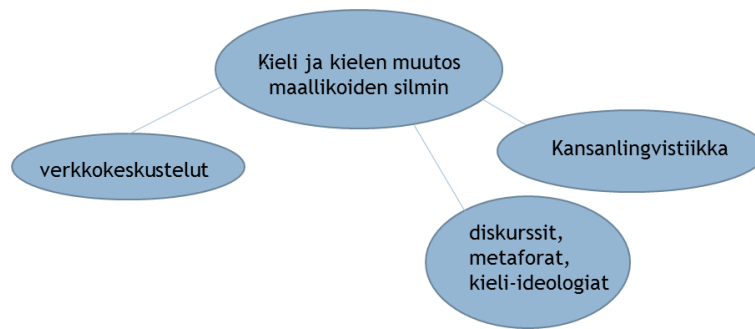 Kieli ja kielen muutos
maallikoiden silmin
verkkokeskustelut
Kansanlingvistiikka
diskurssit,
metaforat,
kieli-ideologiat